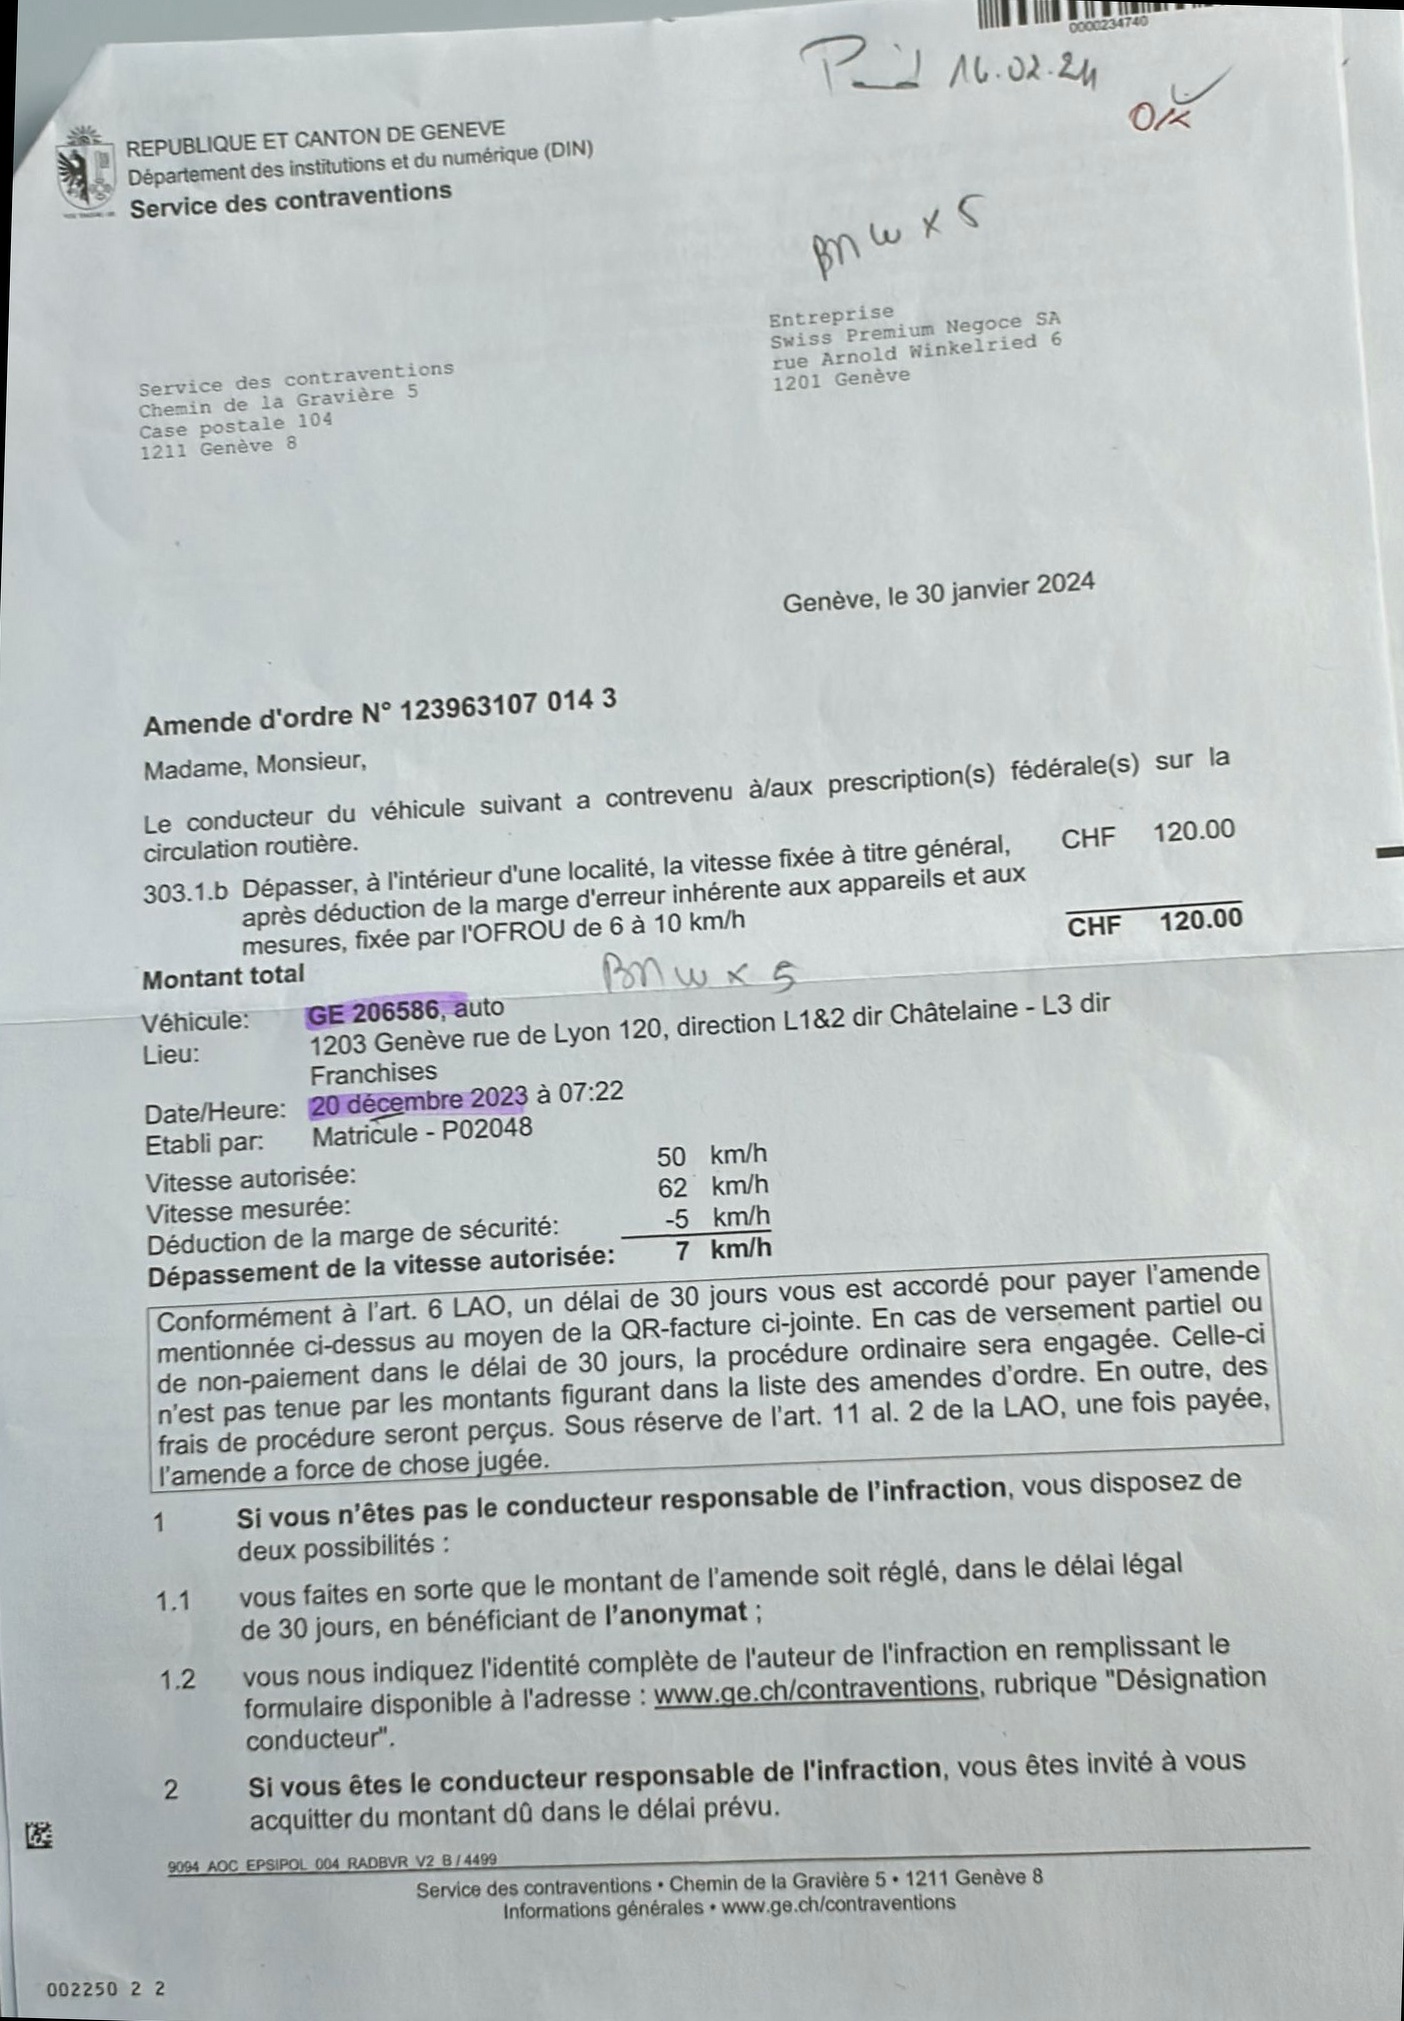 0000234740
Paid 16.02.24
OK
REPUBLIQUE ET CANTON DE GENEVE
Département des institutions et du numérique (DIN)
Service des contraventions
BMW X5
Entreprise
Swiss Premium Negoce SA
rue Arnold Winkelried 6
1201 Genève
Service des contraventions
Chemin de la Gravière 5
Case postale 104
1211 Genève 8
Genève, le 30 janvier 2024
Amende d'ordre N° 123963107 014 3
Madame, Monsieur,
Le conducteur du véhicule suivant a contrevenu à/aux prescription(s) fédérale(s) sur la
circulation routière.
303.1.b Dépasser, à l'intérieur d'une localité, la vitesse fixée à titre général, CHF 120.00
après déduction de la marge d'erreur inhérente aux appareils et aux
mesures, fixée par l'OFROU de 6 à 10 km/h
Montant total CHF 120.00
BMW X5
Véhicule: GE 206586, auto
Lieu: 1203 Genève rue de Lyon 120, direction L1&2 dir Châtelaine - L3 dir
Franchises
Date/Heure: 20 décembre 2023 à 07:22
Etabli par: Matricule - P02048
Vitesse autorisée: 50 km/h
Vitesse mesurée: 62 km/h
Déduction de la marge de sécurité: -5 km/h
Dépassement de la vitesse autorisée: 7 km/h
Conformément à l'art. 6 LAO, un délai de 30 jours vous est accordé pour payer l'amende
mentionnée ci-dessus au moyen de la QR-facture ci-jointe. En cas de versement partiel ou
de non-paiement dans le délai de 30 jours, la procédure ordinaire sera engagée. Celle-ci
n'est pas tenue par les montants figurant dans la liste des amendes d'ordre. En outre, des
frais de procédure seront perçus. Sous réserve de l'art. 11 al. 2 de la LAO, une fois payée,
l'amende a force de chose jugée.
1 Si vous n'êtes pas le conducteur responsable de l'infraction, vous disposez de
deux possibilités :
1.1 vous faites en sorte que le montant de l'amende soit réglé, dans le délai légal
de 30 jours, en bénéficiant de l'anonymat ;
1.2 vous nous indiquez l'identité complète de l'auteur de l'infraction en remplissant le
formulaire disponible à l'adresse : www.ge.ch/contraventions, rubrique "Désignation
conducteur".
2 Si vous êtes le conducteur responsable de l'infraction, vous êtes invité à vous
acquitter du montant dû dans le délai prévu.
9094_AOC_EPSIPOL_004_RADBVR_V2_B / 4499
Service des contraventions • Chemin de la Gravière 5 • 1211 Genève 8
Informations générales • www.ge.ch/contraventions
002250 2 2